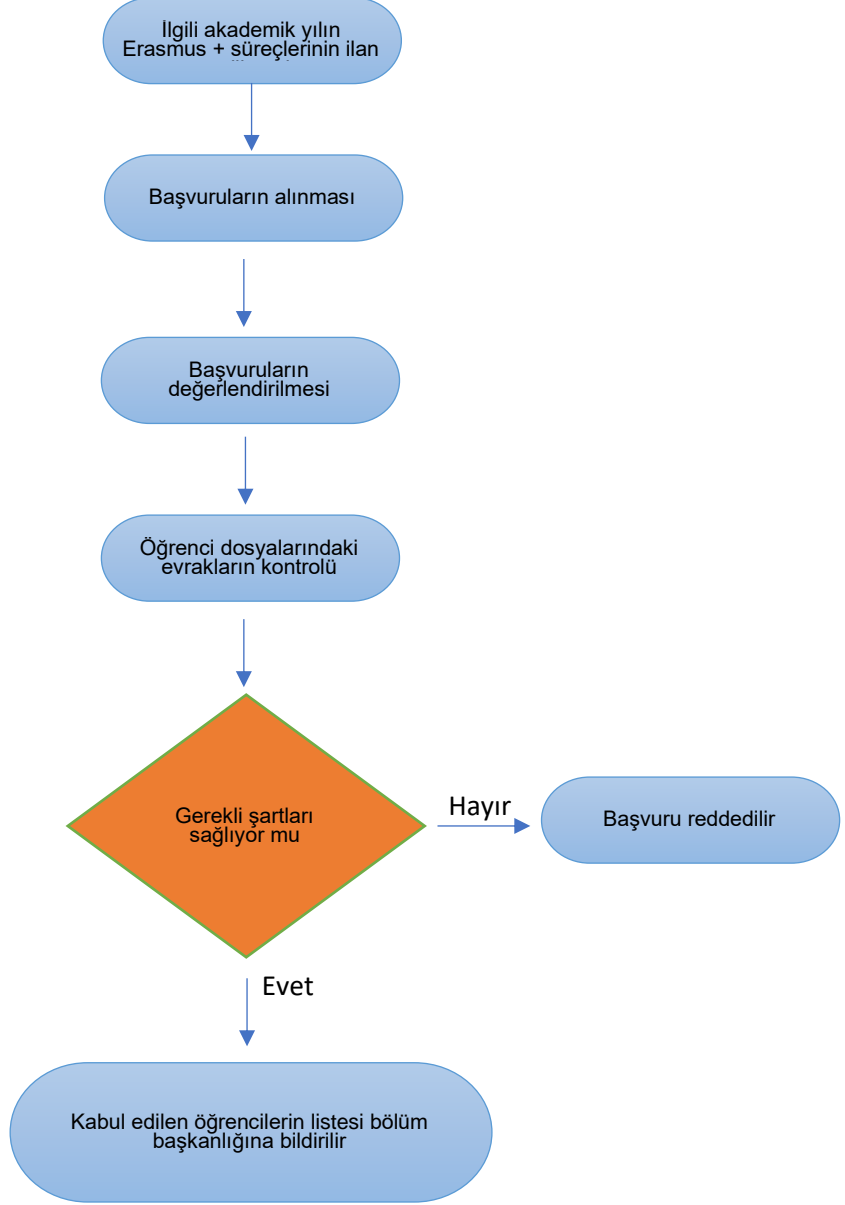 İlgili akademik yılın
Erasmus + süreçlerinin ilan
Başvuruların alınması
Başvuruların
değerlendirilmesi
Öğrenci dosyalarındaki
evrakların kontrolü
Gerekli şartları
sağlıyor mu
Hayır
Başvuru reddedilir
Evet
Kabul edilen öğrencilerin listesi bölüm
başkanlığına bildirilir